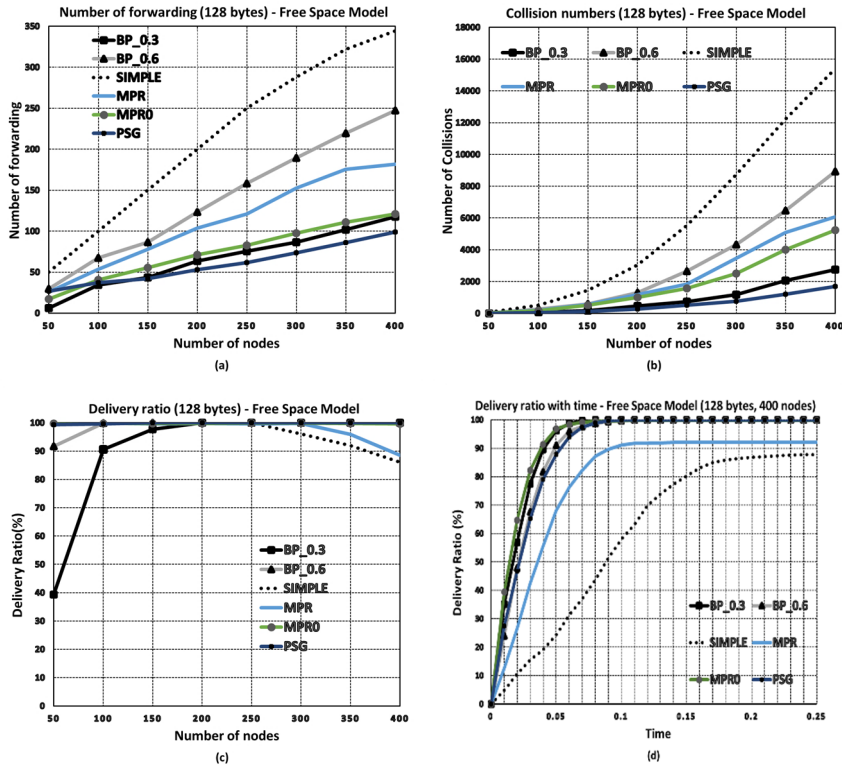 Number of forwarding (128 bytes) - Free Space Model
350
300
250
200
150
100
50
0
Number of forwarding
BP_0.3
BP_0.6
SIMPLE
MPR
MPR0
PSG
50 100 150 200 250 300 350 400
Number of nodes
(a)
Collision numbers (128 bytes) - Free Space Model
18000
16000
14000
12000
10000
8000
6000
4000
2000
0
Number of Collisions
BP_0.3 BP_0.6 SIMPLE
MPR MPR0 PSG
50 100 150 200 250 300 350 400
Number of nodes
(b)
Delivery ratio (128 bytes) - Free Space Model
100
90
80
70
60
50
40
30
20
10
0
Delivery Ratio(%)
BP_0.3
BP_0.6
SIMPLE
MPR
MPR0
PSG
50 100 150 200 250 300 350 400
Number of nodes
(c)
Delivery ratio with time - Free Space Model (128 bytes, 400 nodes)
100
90
80
70
60
50
40
30
20
10
0
Delivery Ratio (%)
BP_0.3 BP_0.6
SIMPLE MPR
MPR0 PSG
0 0.05 0.1 0.15 0.2 0.25
Time
(d)